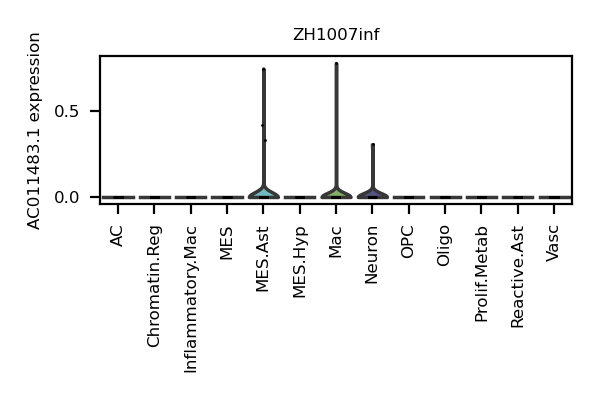 ZH1007inf
AC011483.1 expression
0.5
0.0
AC
Chromatin.Reg
Inflammatory.Mac
MES
MES.Ast
MES.Hyp
Mac
Neuron
OPC
Oligo
Prolif.Metab
Reactive.Ast
Vasc